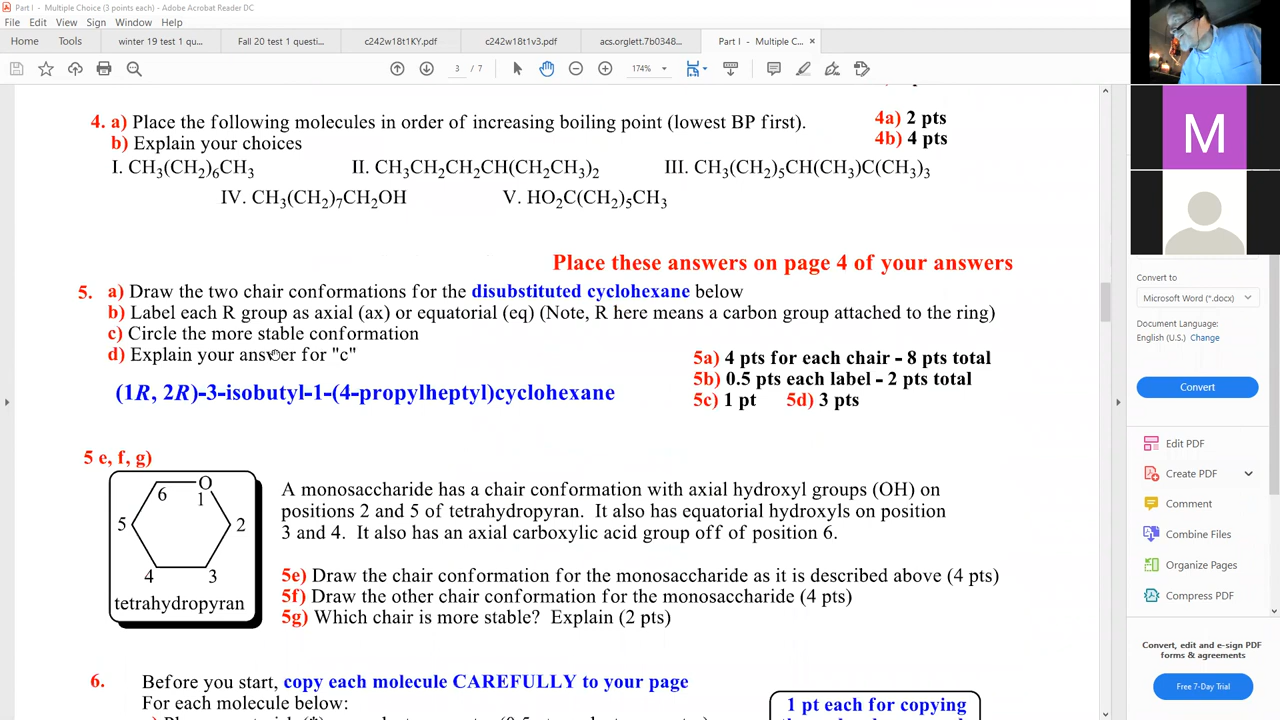 Part I - Multiple Choice (3 points each) - Adobe Acrobat Reader DC
File Edit View Sign Window Help
Home Tools winter 19 test 1 qu... Fall 20 test 1 questi... c242w18t1KY.pdf c242w18t1v3.pdf acs.orglett.7b0348... Part I - Multiple C... ×
3 / 7 174%
4. a) Place the following molecules in order of increasing boiling point (lowest BP first). 4a) 2 pts
b) Explain your choices 4b) 4 pts
I. CH3(CH2)6CH3 II. CH3CH2CH2CH(CH2CH3)2 III. CH3(CH2)5CH(CH3)C(CH3)3
IV. CH3(CH2)7CH2OH V. HO2C(CH2)5CH3
Place these answers on page 4 of your answers
5. a) Draw the two chair conformations for the disubstituted cyclohexane below
b) Label each R group as axial (ax) or equatorial (eq) (Note, R here means a carbon group attached to the ring)
c) Circle the more stable conformation
d) Explain your answer for "c"
5a) 4 pts for each chair - 8 pts total
5b) 0.5 pts each label - 2 pts total
5c) 1 pt 5d) 3 pts
(1R, 2R)-3-isobutyl-1-(4-propylheptyl)cyclohexane
5 e, f, g)
O
6 1
5 2
4 3
tetrahydropyran
A monosaccharide has a chair conformation with axial hydroxyl groups (OH) on
positions 2 and 5 of tetrahydropyran. It also has equatorial hydroxyls on position
3 and 4. It also has an axial carboxylic acid group off of position 6.
5e) Draw the chair conformation for the monosaccharide as it is described above (4 pts)
5f) Draw the other chair conformation for the monosaccharide (4 pts)
5g) Which chair is more stable? Explain (2 pts)
6. Before you start, copy each molecule CAREFULLY to your page
For each molecule below:
1 pt each for copying
M
Convert to
Microsoft Word (*.docx)
Document Language:
English (U.S.) Change
Convert
Edit PDF
Create PDF
Comment
Combine Files
Organize Pages
Compress PDF
Convert, edit and e-sign PDF
forms & agreements
Free 7-Day Trial